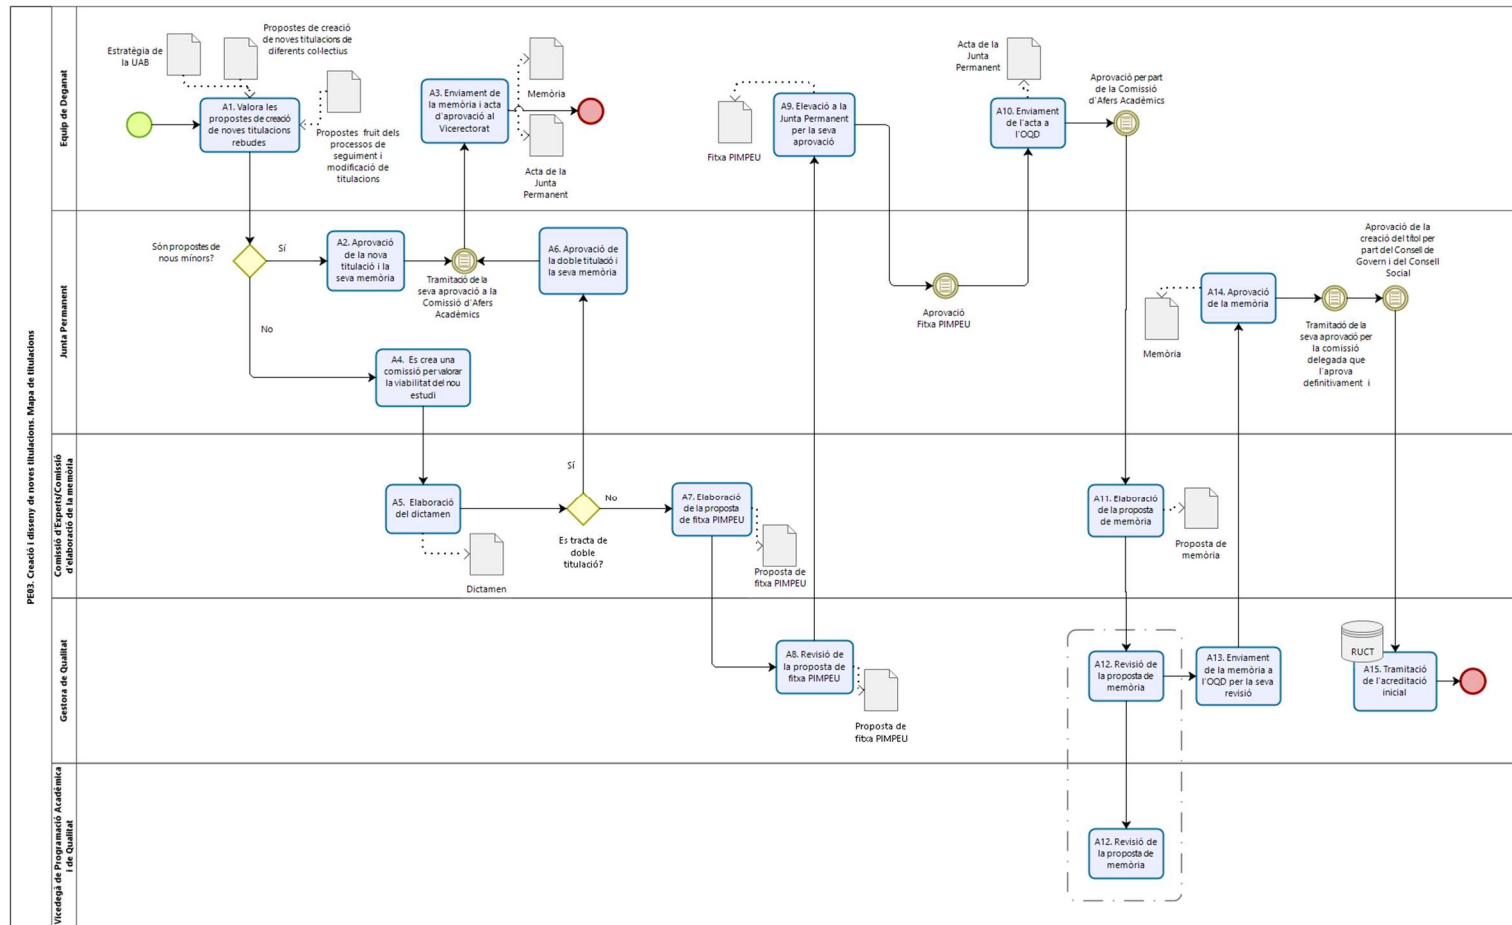 PE03. Creació i disseny de noves titulacions. Mapa de titulacions
Equip de Deganat
Estratègia de
la UAB
Propostes de creació
de noves titulacions de
diferents col·lectius
A1. Valora les
propostes de creació
de noves titulacions
rebudes
Propostes fruit dels
processos de
seguiment i
modificació de
titulacions
A3. Enviament de
la memòria i acta
d'aprovació al
Vicerectorat
Memòria
Acta de la
Junta
Permanent
Fitxa PIMPEU
A9. Elevació a la
Junta Permanent
per la seva
aprovació
Acta de la
Junta
Permanent
A10. Enviament
de l'acta a
l'OQD
Aprovació per part
de la Comissió
d'Afers Acadèmics
Junta Permanent
Són propostes de
nous mínors?
Sí
No
A2. Aprovació
de la nova
titulació i la
seva memòria
Tramitació de la
seva aprovació a la
Comissió d'Afers
Acadèmics
A6. Aprovació de
la doble titulació i
la seva memòria
A4. Es crea una
comissió per valorar
la viabilitat del nou
estudi
Aprovació
Fitxa PIMPEU
Memòria
A14. Aprovació
de la memòria
Tramitació de la
seva aprovació per
la comissió
delegada que
l'aprova
definitivament i
Aprovació de la
creació del títol per
part del Consell de
Govern i del Consell
Social
Comissió d'Experts/Comissió
d'elaboració de la memòria
A5. Elaboració
del dictamen
Dictamen
Sí
No
Es tracta de
doble
titulació?
A7. Elaboració
de la proposta
de fitxa PIMPEU
Proposta de
fitxa PIMPEU
A11. Elaboració
de la proposta
de memòria
Proposta de
memòria
Gestora de Qualitat
A8. Revisió de
la proposta de
fitxa PIMPEU
Proposta de
fitxa PIMPEU
A12. Revisió de
la proposta de
memòria
A13. Enviament
de la memòria a
l'OQD per la seva
revisió
RUCT
A15. Tramitació
de l'acreditació
inicial
Vicedegà de Programació Acadèmica
i de Qualitat
A12. Revisió de
la proposta de
memòria